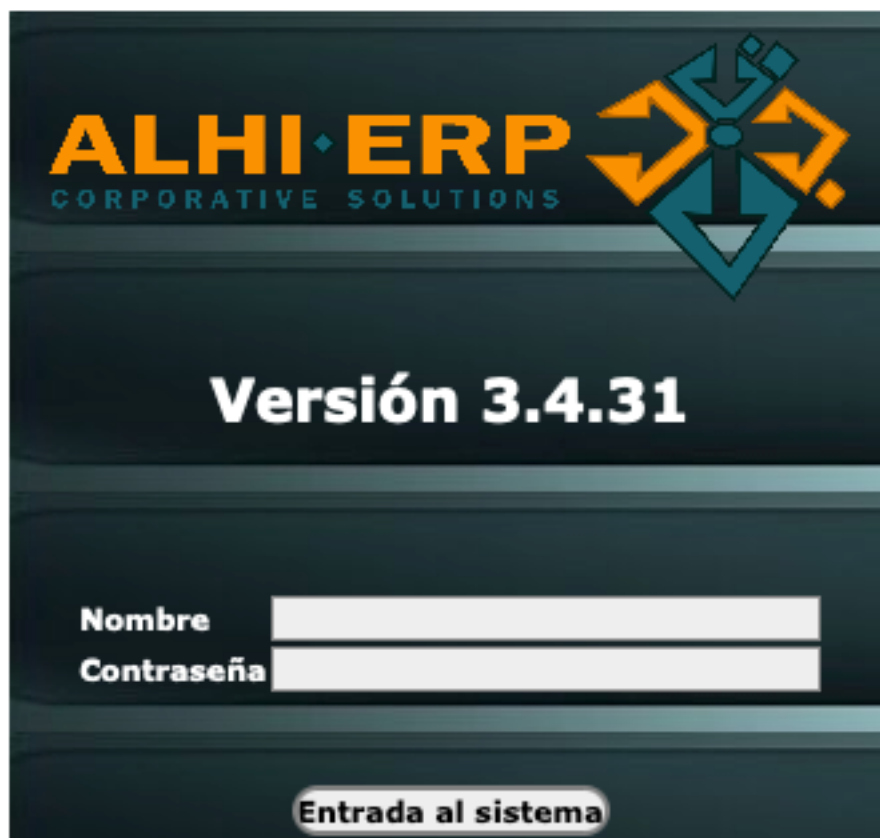 ALHI·ERP
CORPORATIVE SOLUTIONS
Versión 3.4.31
Nombre
Contraseña
Entrada al sistema